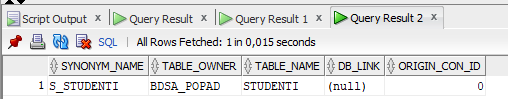 Script Output × Query Result × Query Result 1 × Query Result 2 ×
SQL | All Rows Fetched: 1 in 0,015 seconds
SYNONYM_NAME TABLE_OWNER TABLE_NAME DB_LINK ORIGIN_CON_ID
1 S_STUDENTI BDSA_POPAD STUDENTI (null) 0